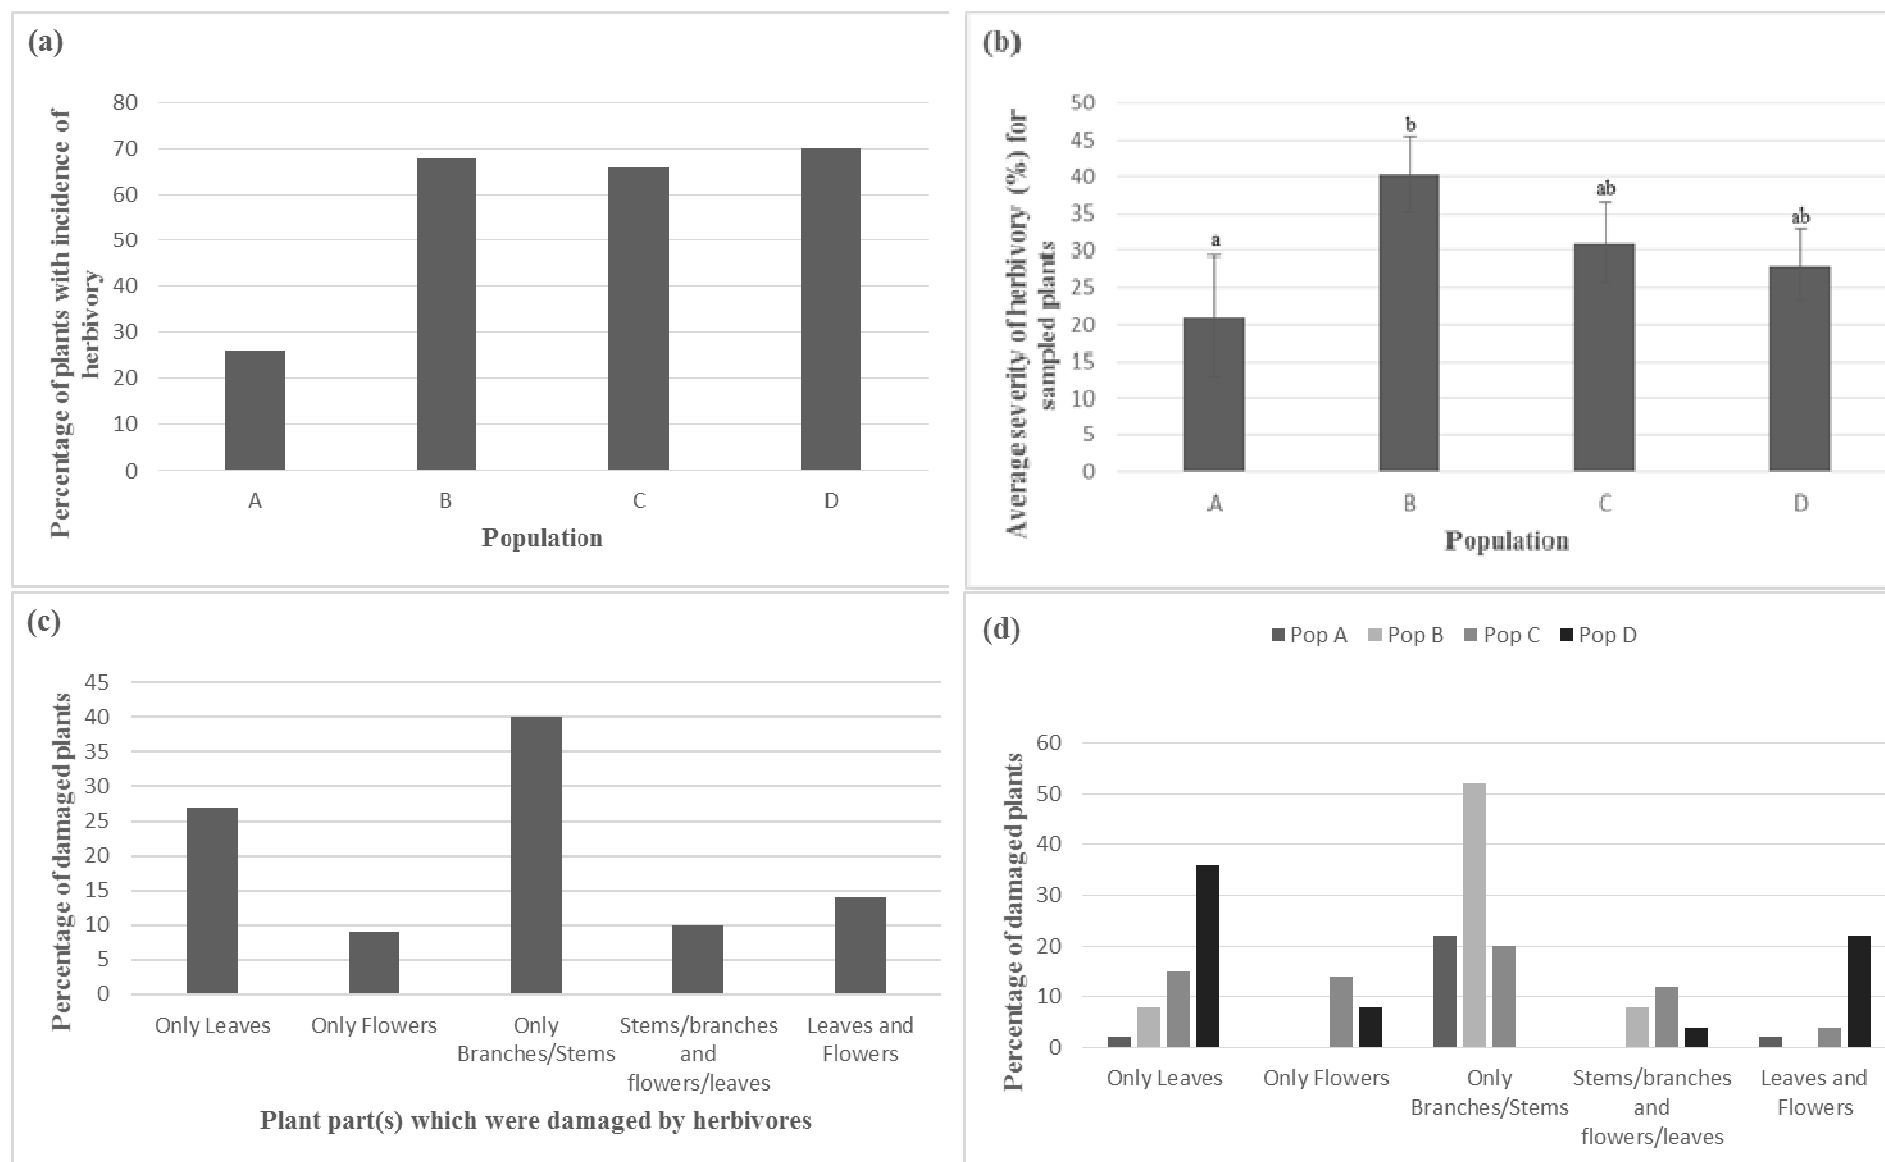 (a)
Percentage of plants with incidence of
herbivory
80
70
60
50
40
30
20
10
0
A B C D
Population
(b)
Average severity of herbivory (%) for
sampled plants
50
45
40
35
30
25
20
15
10
5
0
a
b
ab
ab
A B C D
Population
(c)
Percentage of damaged plants
45
40
35
30
25
20
15
10
5
0
Only Leaves
Only Flowers
Only
Branches/Stems
Stems/branches
and
flowers/leaves
Leaves and
Flowers
Plant part(s) which were damaged by herbivores
(d)
Pop A Pop B Pop C Pop D
Percentage of damaged plants
60
50
40
30
20
10
0
Only Leaves
Only Flowers
Only
Branches/Stems
Stems/branches
and
flowers/leaves
Leaves and
Flowers